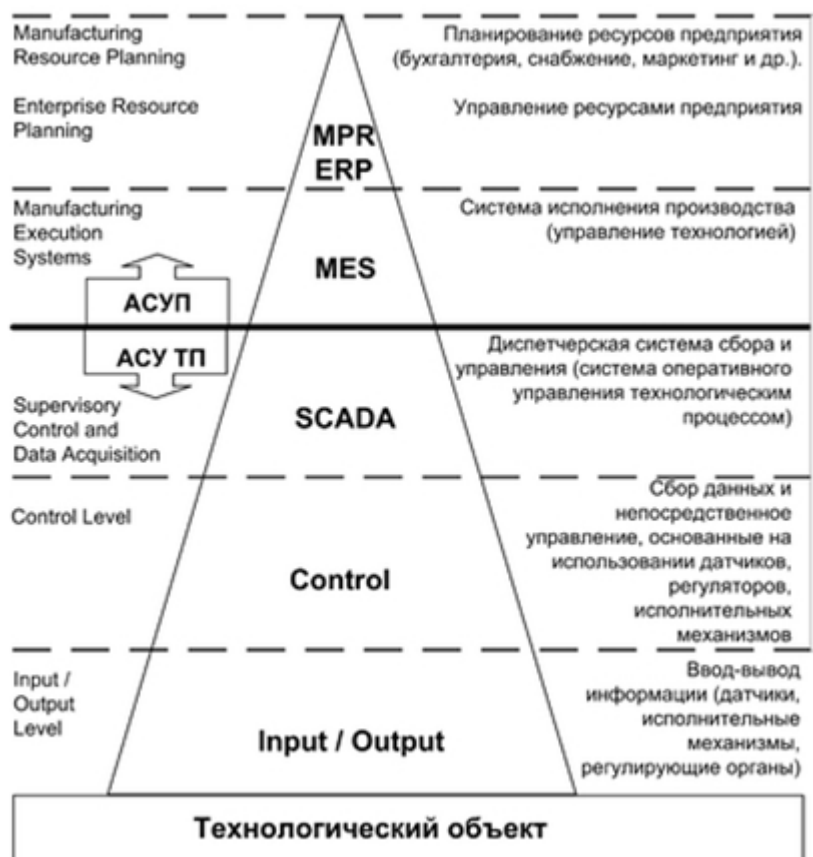 Manufacturing
Resource Planning
Планирование ресурсов предприятия
(бухгалтерия, снабжение, маркетинг и др.).
Enterprise Resource
Planning
Управление ресурсами предприятия
MPR
ERP
Manufacturing
Execution
Systems
Система исполнения производства
(управление технологией)
MES
АСУП
АСУ ТП
Диспетчерская система сбора и
управления (система оперативного
управления технологическим
процессом)
Supervisory
Control and
Data Acquisition
SCADA
Control Level
Сбор данных и
непосредственное
управление, основанные на
использовании датчиков,
регуляторов,
исполнительных
механизмов
Control
Input /
Output
Level
Ввод-вывод
информации (датчики,
исполнительные
механизмы,
регулирующие органы)
Input / Output
Технологический объект